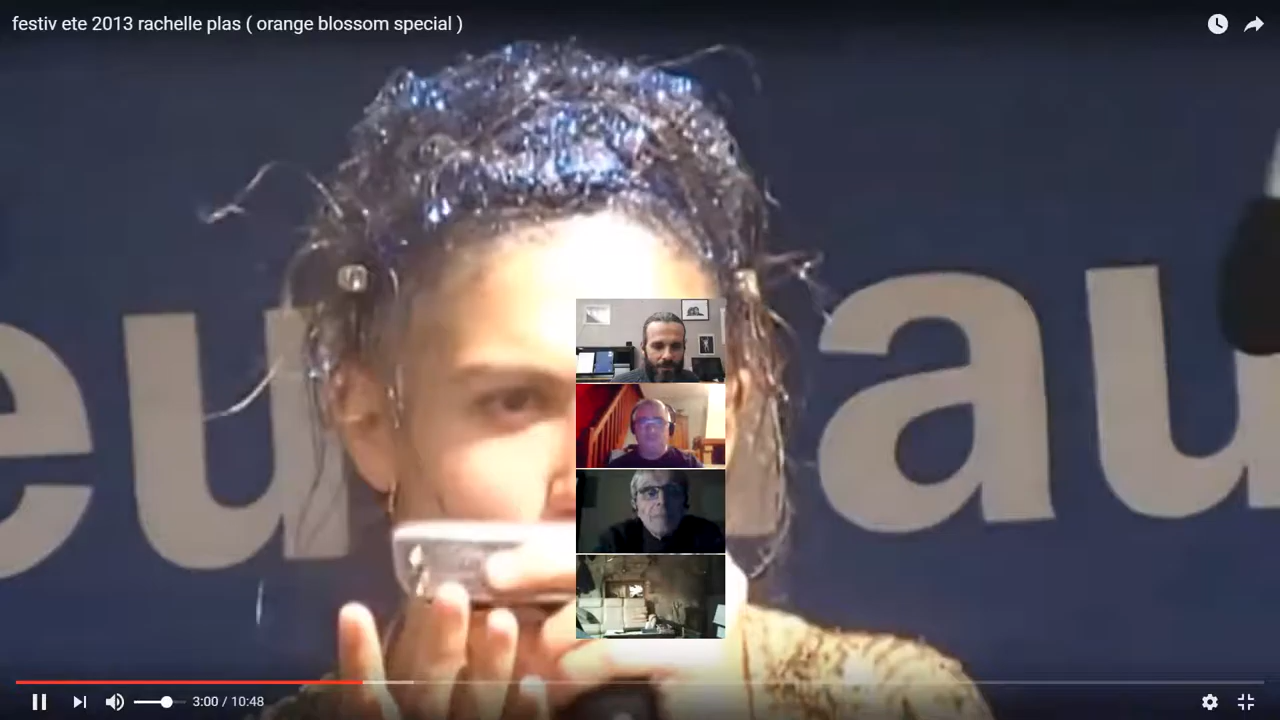 festiv ete 2013 rachelle plas ( orange blossom special )
eu au
3:00 / 10:48